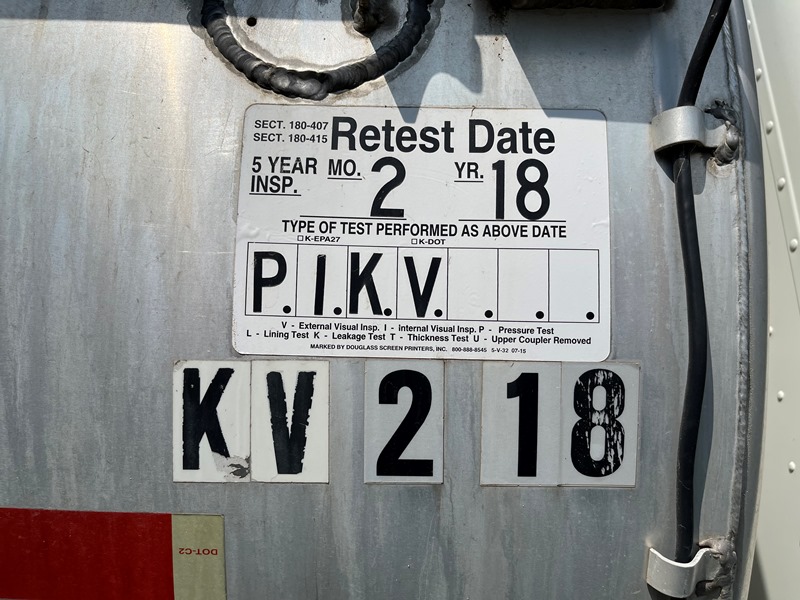 SECT. 180-407
SECT. 180-415
Retest Date
5 YEAR INSP.
MO. 2
YR. 18
TYPE OF TEST PERFORMED AS ABOVE DATE
☐K-EPA27 ☐K-DOT
P. I. K. V. . . .
V - External Visual Insp. I - internal Visual Insp. P - Pressure Test
L - Lining Test K - Leakage Test T - Thickness Test U - Upper Coupler Removed
MARKED BY DOUGLASS SCREEN PRINTERS, INC. 800-888-8545 5-V-32 07-15
K V 2 18
DOT-C2